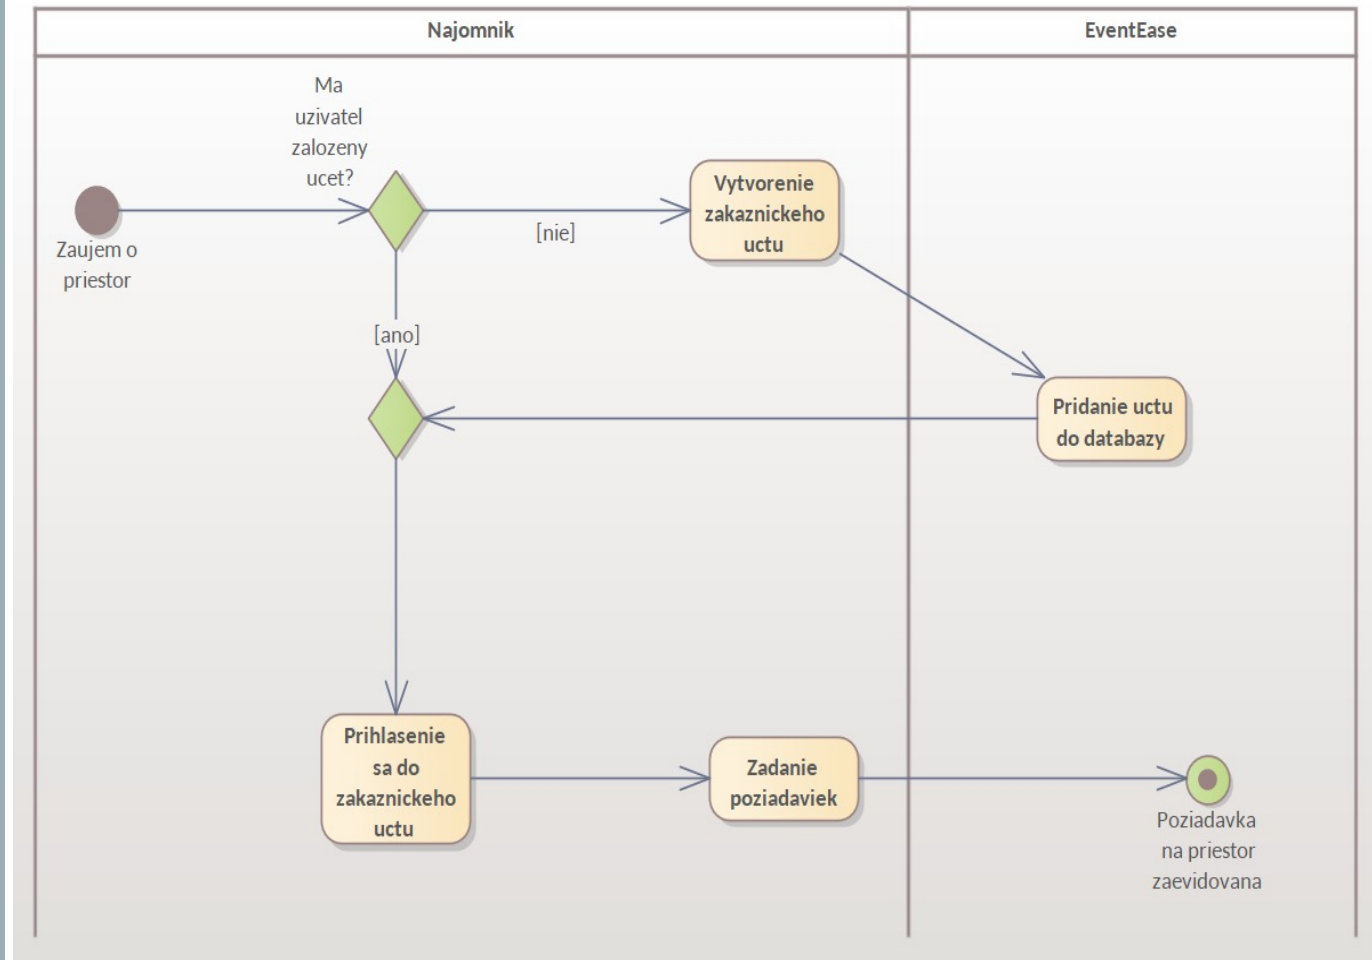 Najomnik
EventEase
Ma
uzivatel
zalozeny
ucet?
Zaujem o
priestor
[nie]
Vytvorenie
zakaznickeho
uctu
[ano]
Pridanie uctu
do databazy
Prihlasenie
sa do
zakaznickeho
uctu
Zadanie
poziadaviek
Poziadavka
na priestor
zaevidovana